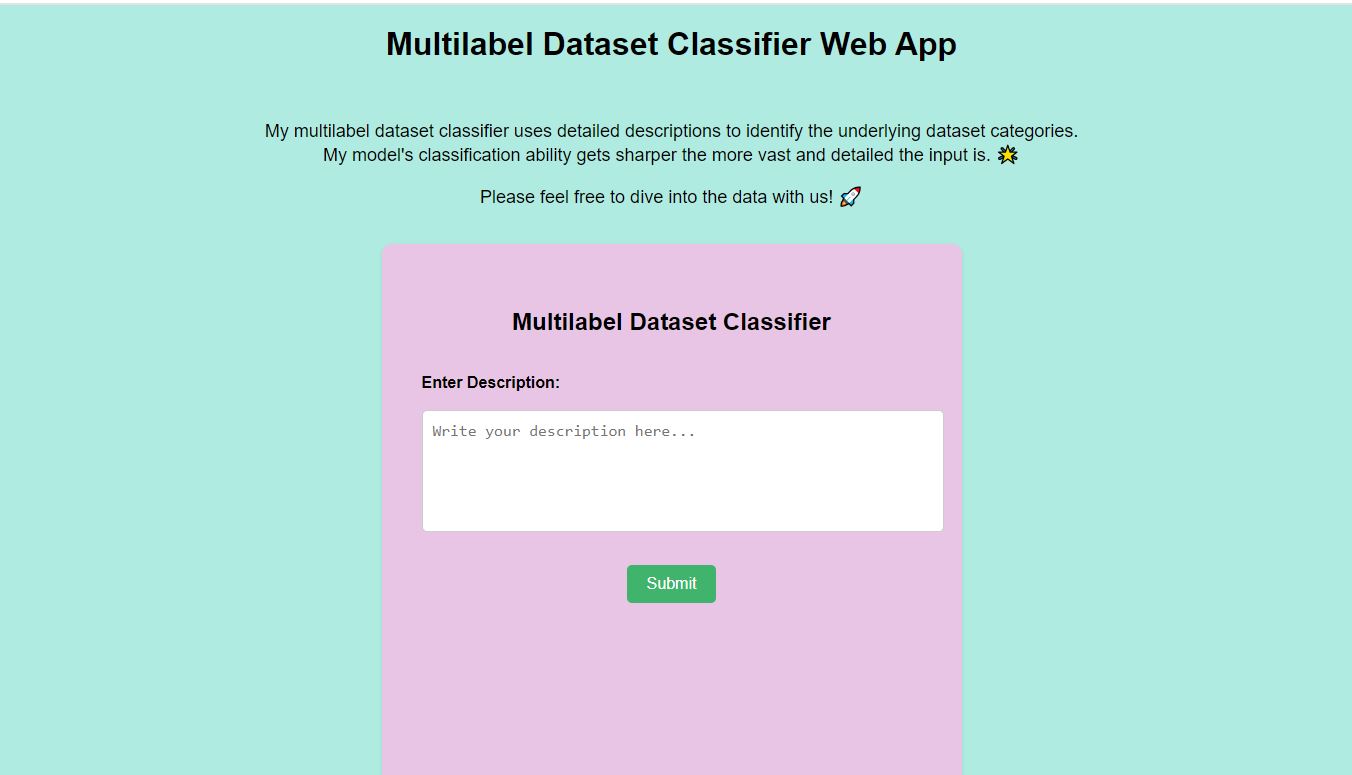 Multilabel Dataset Classifier Web App
My multilabel dataset classifier uses detailed descriptions to identify the underlying dataset categories.
My model's classification ability gets sharper the more vast and detailed the input is. 🌟
Please feel free to dive into the data with us! 🚀
Multilabel Dataset Classifier
Enter Description:
Write your description here...
Submit